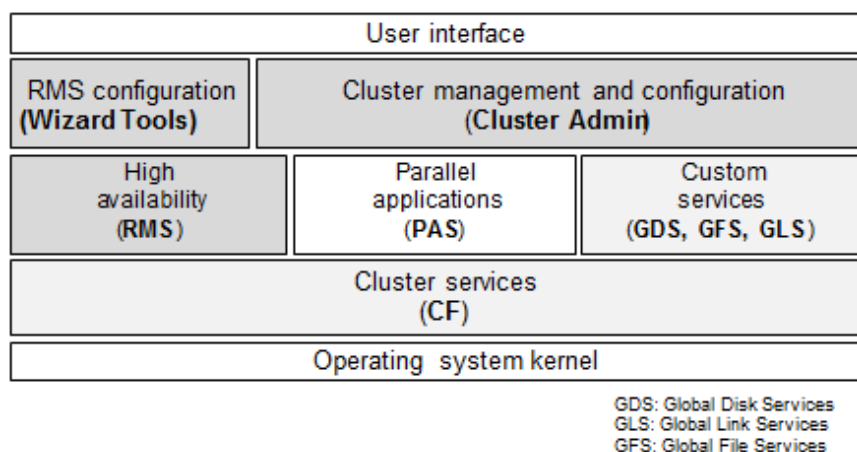 User interface
RMS configuration
(Wizard Tools)
Cluster management and configuration
(Cluster Admin)
High
availability
(RMS)
Parallel
applications
(PAS)
Custom
services
(GDS, GFS, GLS)
Cluster services
(CF)
Operating system kernel
GDS: Global Disk Services
GLS: Global Link Services
GFS: Global File Services